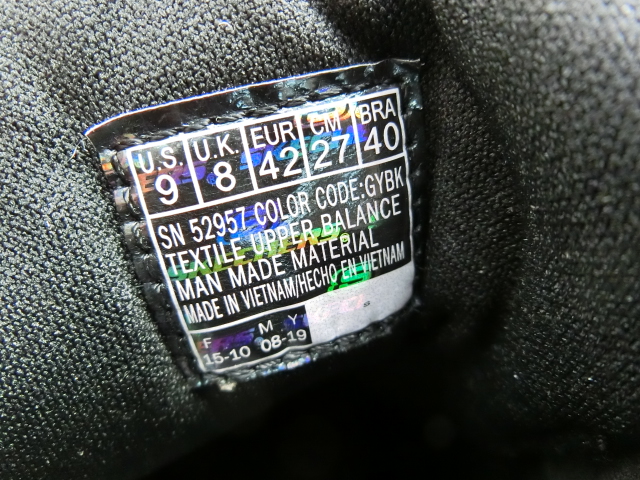 U.S. U.K. EUR CM BRA
9 8 42 27 40
SN 52957 COLOR CODE:GYBK
TEXTILE UPPER BALANCE
MAN MADE MATERIAL
MADE IN VIETNAM/HECHO EN VIETNAM
F M Y
15-10 08-19
S